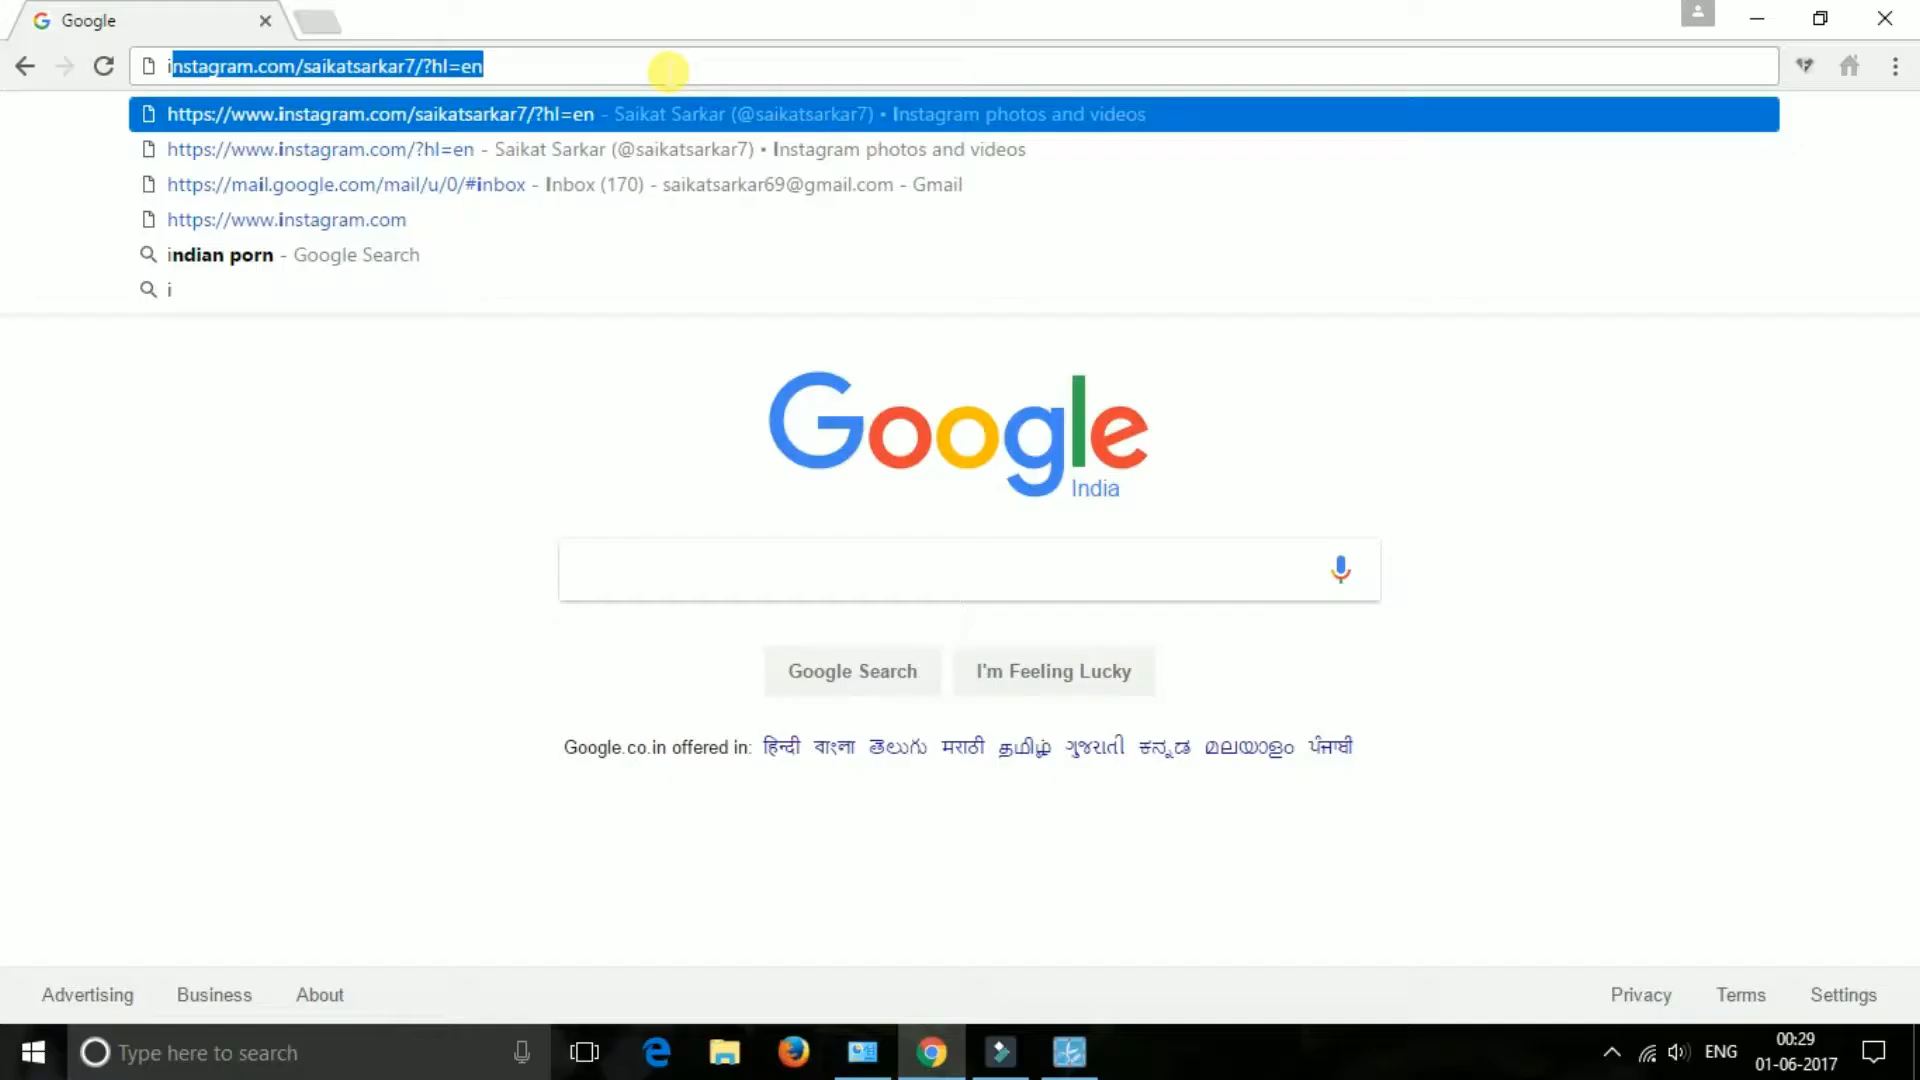 Google
instagram.com/saikatsarkar7/?hl=en
https://www.instagram.com/saikatsarkar7/?hl=en - Saikat Sarkar (@saikatsarkar7) • Instagram photos and videos
https://www.instagram.com/?hl=en - Saikat Sarkar (@saikatsarkar7) • Instagram photos and videos
https://mail.google.com/mail/u/0/#inbox - Inbox (170) - saikatsarkar69@gmail.com - Gmail
https://www.instagram.com
indian porn - Google Search
i
Google
India
Google Search I'm Feeling Lucky
Google.co.in offered in: हिन्दी বাংলা తెలుగు मराठी தமிழ் ગુજરાતી ಕನ್ನಡ മലയാളം ਪੰਜਾਬੀ
Advertising Business About Privacy Terms Settings
Type here to search ENG 00:29
01-06-2017